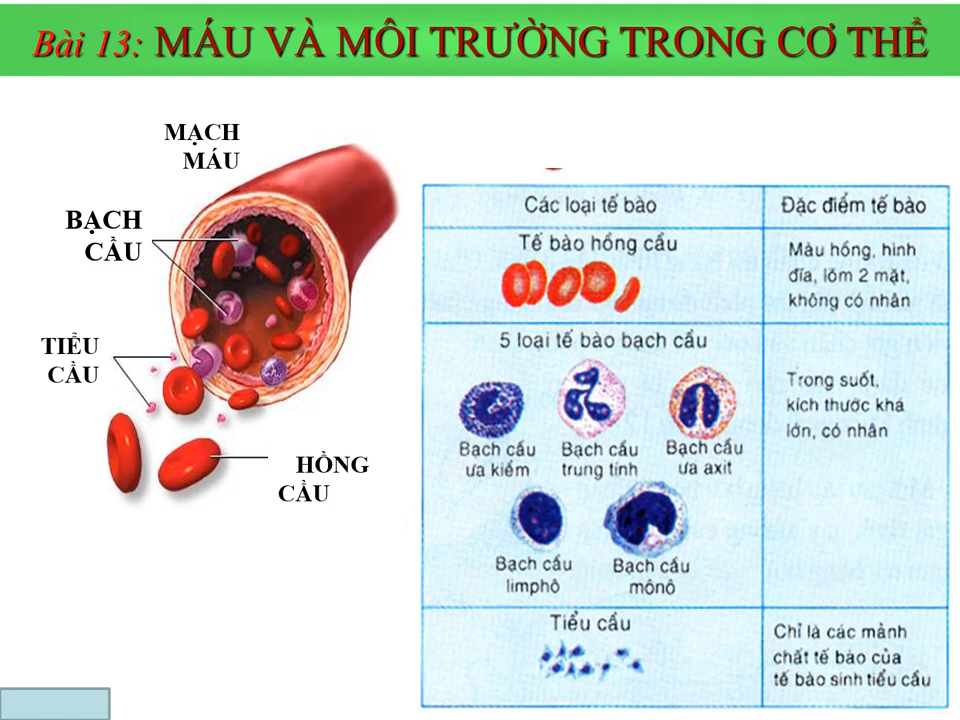 Bài 13: MÁU VÀ MÔI TRƯỜNG TRONG CƠ THỂ
MẠCH
MÁU
BẠCH
CẦU
TIỂU
CẦU
HỒNG
CẦU
Các loại tế bào
Đặc điểm tế bào
Tế bào hồng cầu
Màu hồng, hình
đĩa, lõm 2 mặt,
không có nhân
5 loại tế bào bạch cầu
Trong suốt,
kích thước khá
lớn, có nhân
Bạch cầu
ưa kiềm
Bạch cầu
trung tính
Bạch cầu
ưa axit
Bạch cầu
limphô
Bạch cầu
mônô
Tiểu cầu
Chỉ là các mảnh
chất tế bào của
tế bào sinh tiểu cầu